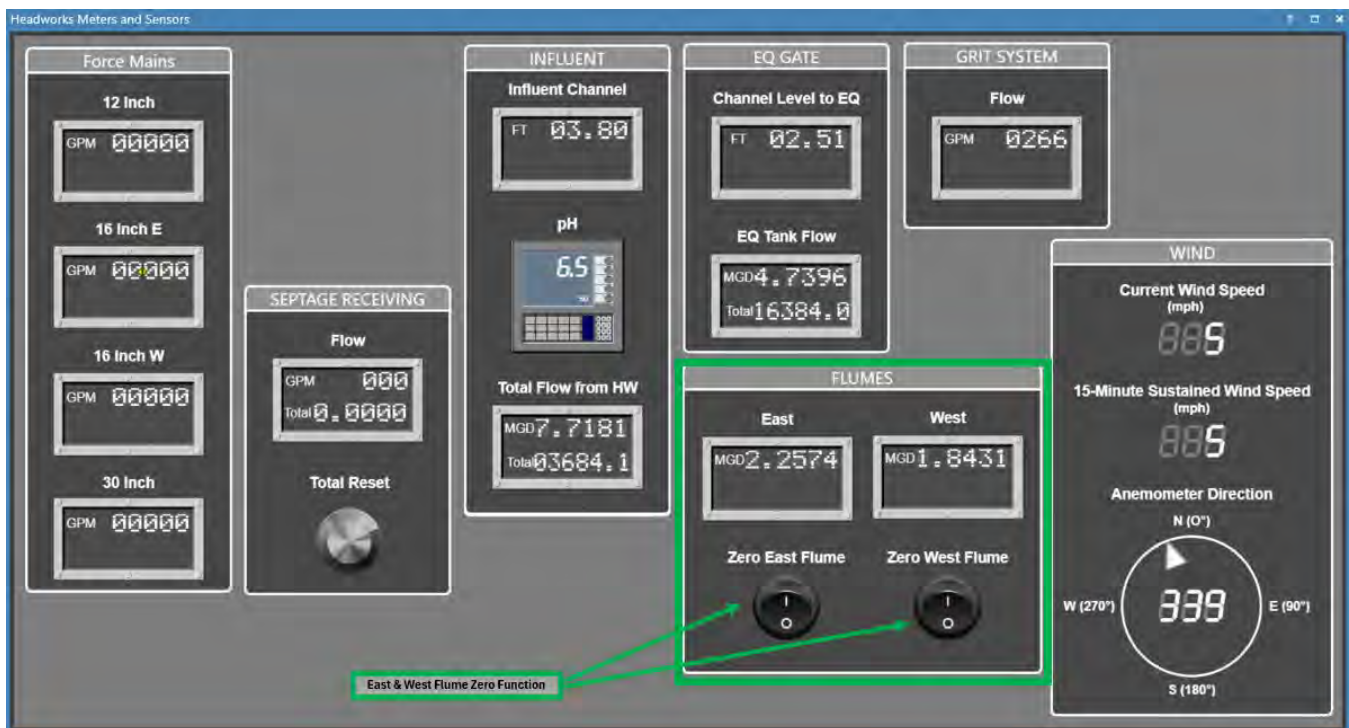 Headworks Meters and Sensors
Force Mains
12 Inch
GPM 00000
16 Inch E
GPM 00000
16 Inch W
GPM 00000
30 Inch
GPM 00000
SEPTAGE RECEIVING
Flow
GPM 000
Total 0.0000
Total Reset
INFLUENT
Influent Channel
FT 03.80
pH
6.5
Total Flow from HW
MGD 7.7181
Total 03684.1
EQ GATE
Channel Level to EQ
FT 02.51
EQ Tank Flow
MGD 4.7396
Total 16384.0
GRIT SYSTEM
Flow
GPM 0266
FLUMES
East West
MGD 2.2574 MGD 1.8431
Zero East Flume Zero West Flume
I I
O O
East & West Flume Zero Function
WIND
Current Wind Speed
(mph)
5
15-Minute Sustained Wind Speed
(mph)
5
Anemometer Direction
N (O°)
W (270°) 339 E (90°)
S (180°)